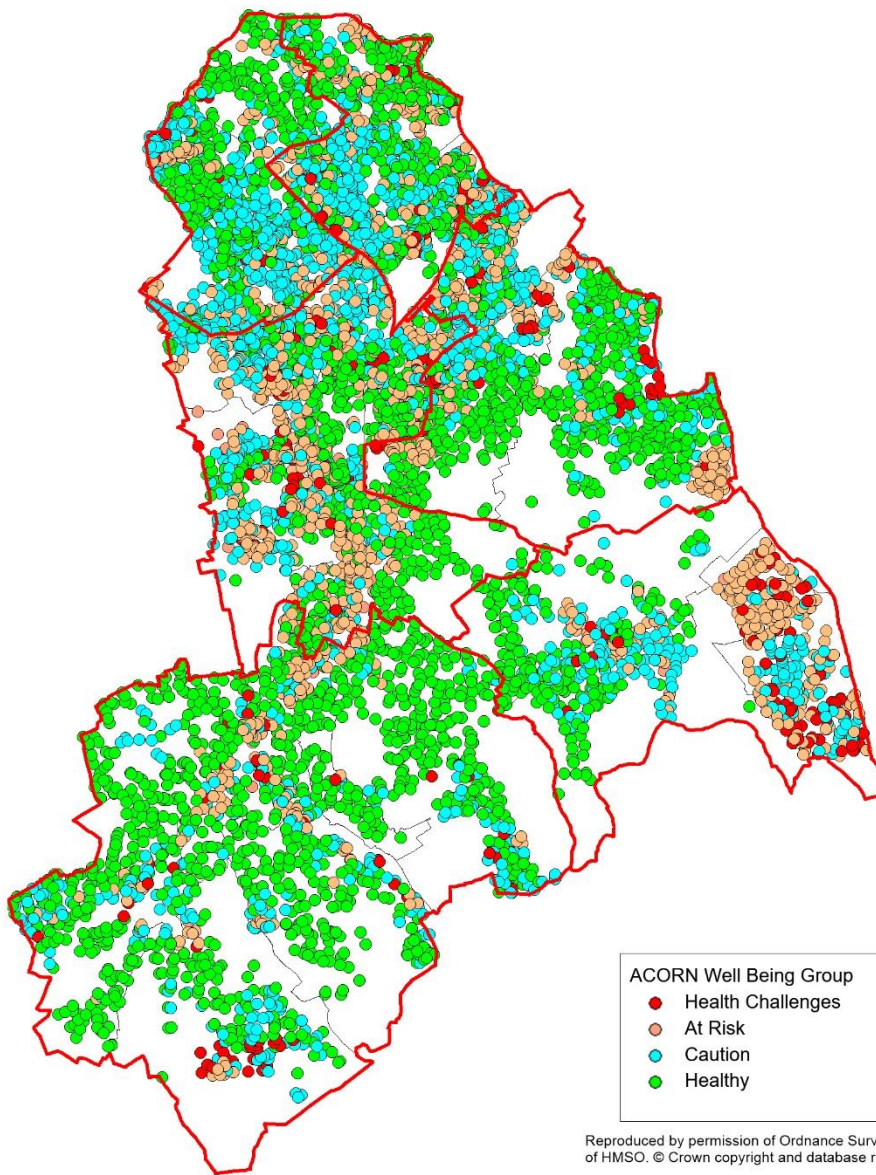 ACORN Well Being Group
Health Challenges
At Risk
Caution
Healthy
Reproduced by permission of Ordnance
of HMSO. © Crown copyright and database